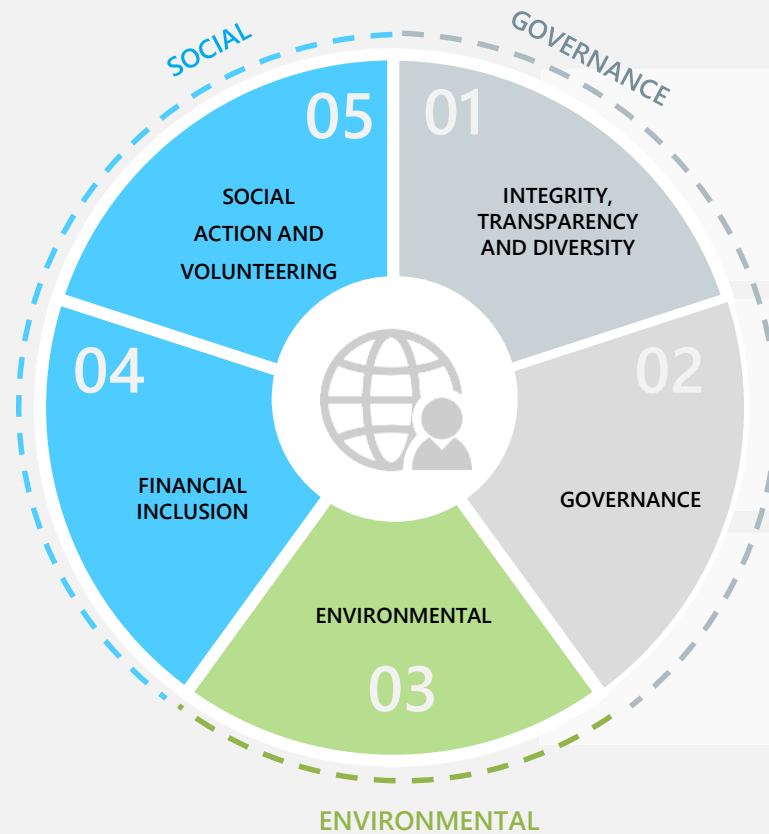 SOCIAL
GOVERNANCE
05
SOCIAL
ACTION AND
VOLUNTEERING
01
INTEGRITY,
TRANSPARENCY
AND DIVERSITY
04
FINANCIAL
INCLUSION
02
GOVERNANCE
ENVIRONMENTAL
03
ENVIRONMENTAL